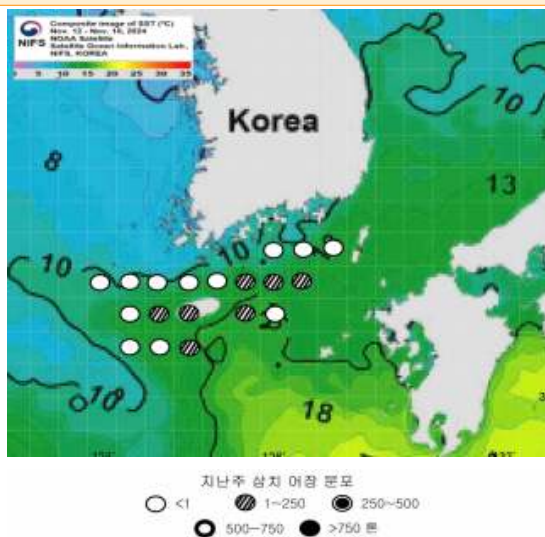 Composite image of SST (℃)
Nov. 12 - Nov. 18, 2024
NOAA Satellite
Satellite Ocean Information Lab.
NIFS, KOREA
NIFS
0 5 10 15 20 25 30 35
Korea
8
10
13
10
10
10
18
지난주 삼치 어장 분포
<1 1~250 250~500
500~750 >750 톤